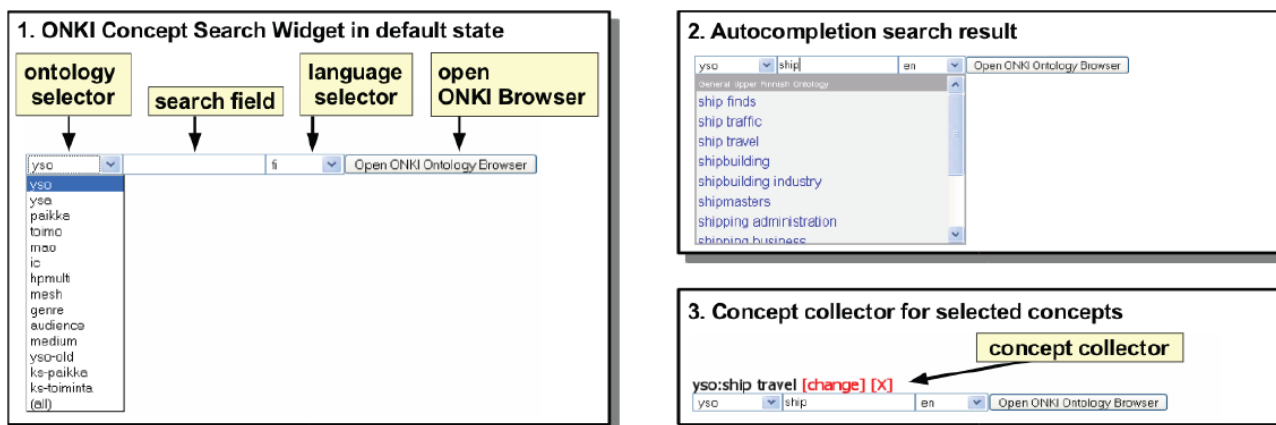 1. ONKI Concept Search Widget in default state
ontology selector
search field
language selector
open ONKI Browser
yso fi Open ONKI Ontology Browser
yso
ysa
paikka
toimo
mao
ic
hpmulti
mesh
genre
audience
medium
yso-old
ks-paikka
ks-toiminta
(all)
2. Autocompletion search result
yso ship en Open ONKI Ontology Browser
General Upper Finnish Ontology
ship finds
ship traffic
ship travel
shipbuilding
shipbuilding industry
shipmasters
shipping administration
shipping business
3. Concept collector for selected concepts
concept collector
yso:ship travel [change] [X]
yso ship en Open ONKI Ontology Browser